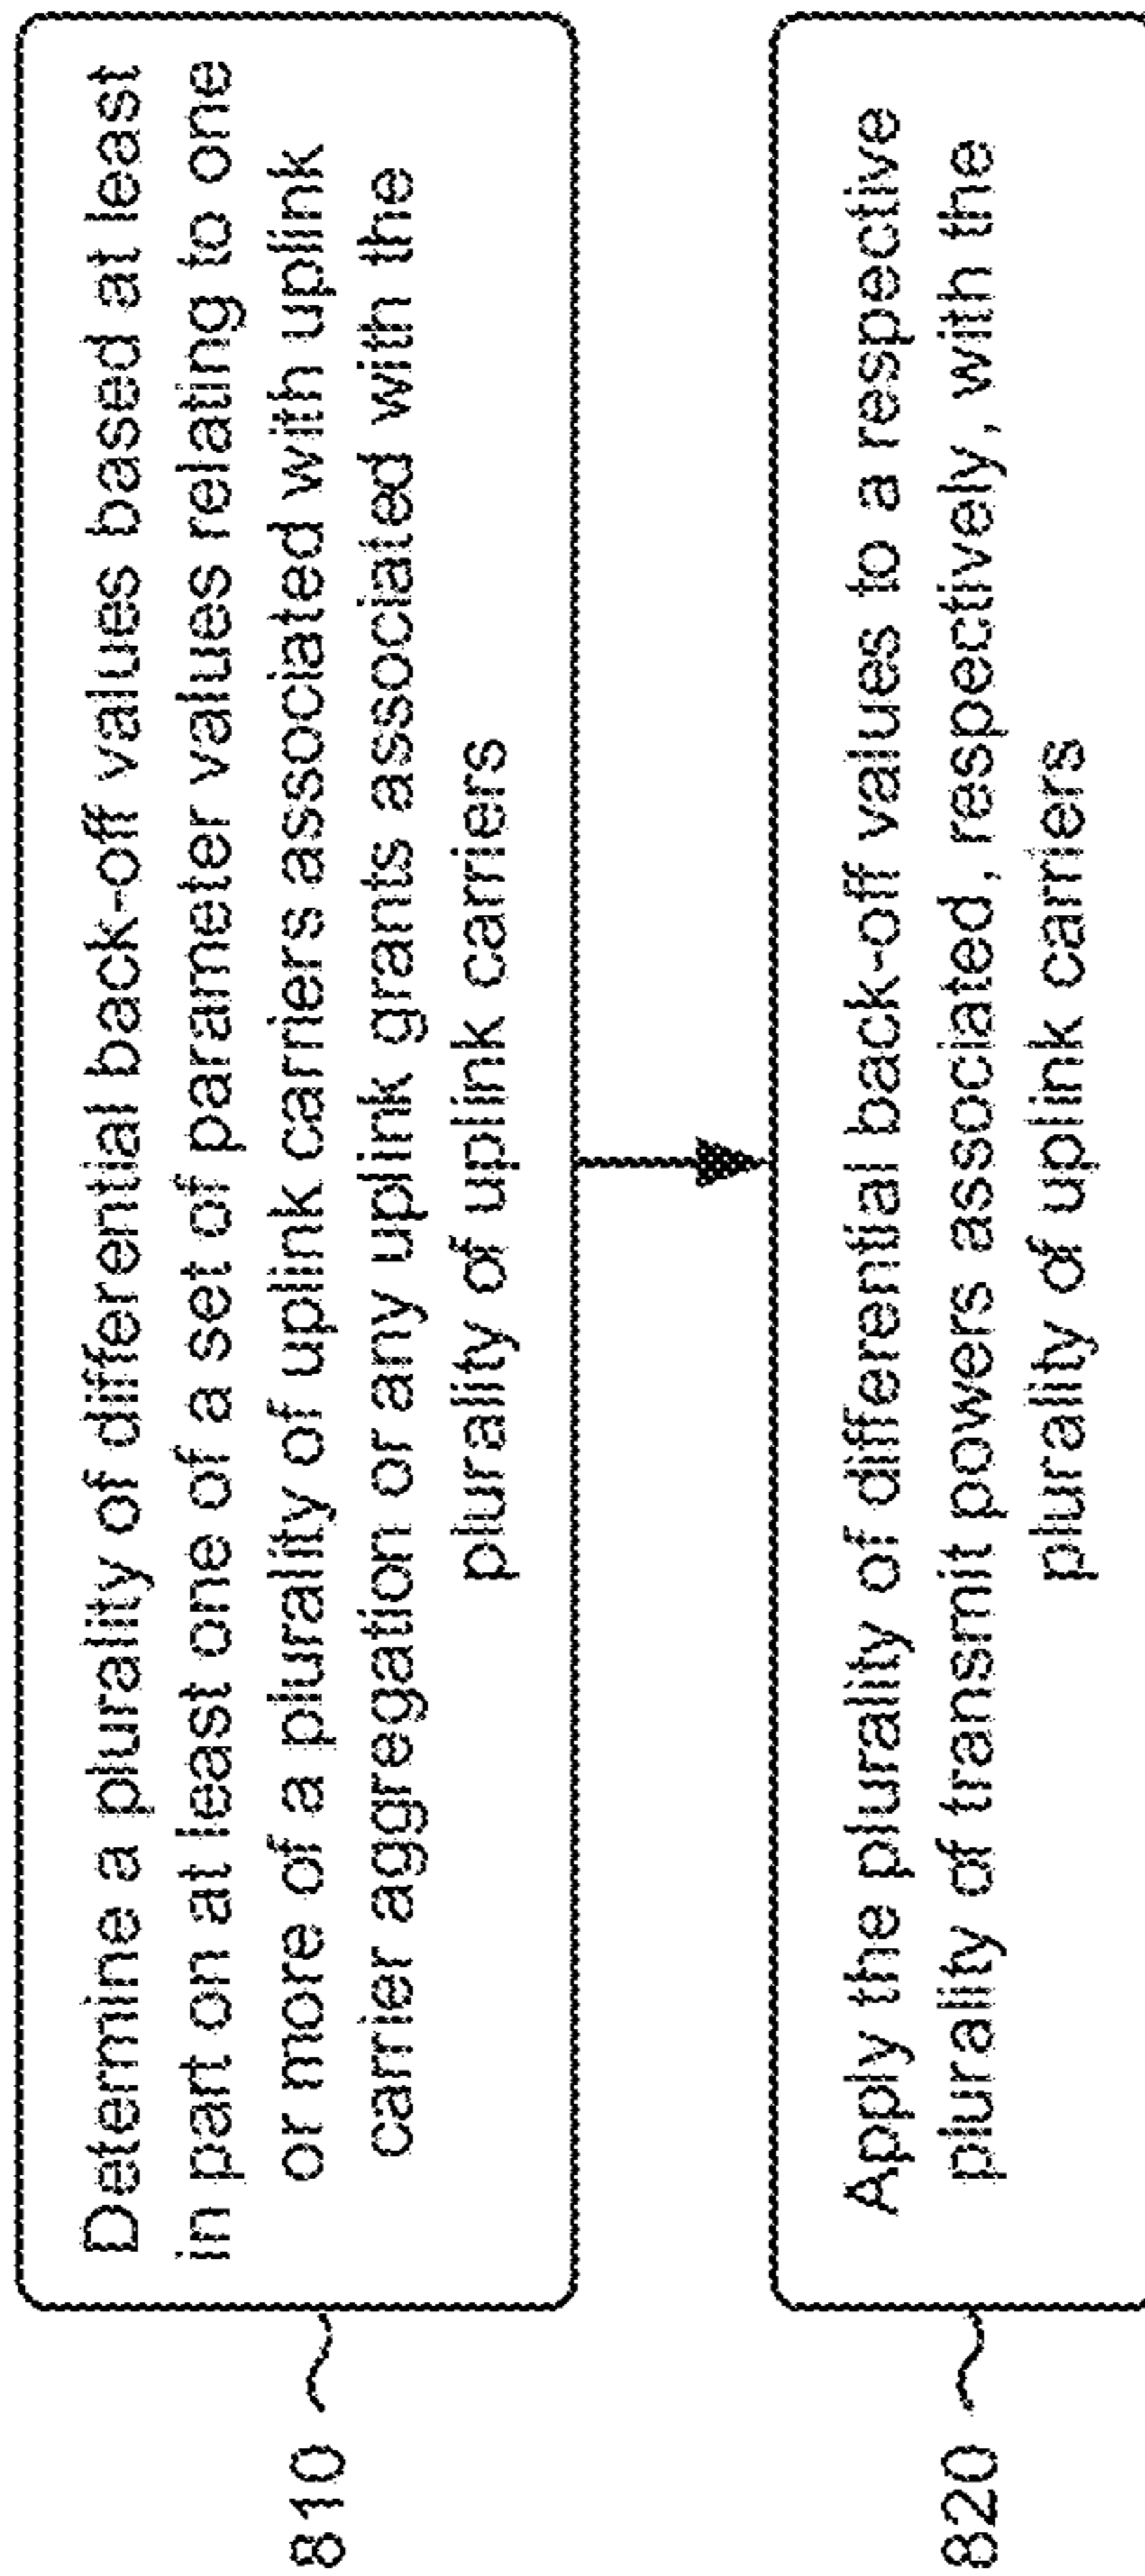 810
Determine a plurality of differential back-off values based at least
in part on at least one of a set of parameter values relating to one
or more of a plurality of uplink carriers associated with uplink
carrier aggregation or any uplink grants associated with the
plurality of uplink carriers
820
Apply the plurality of differential back-off values to a respective
plurality of transmit powers associated, respectively, with the
plurality of uplink carriers